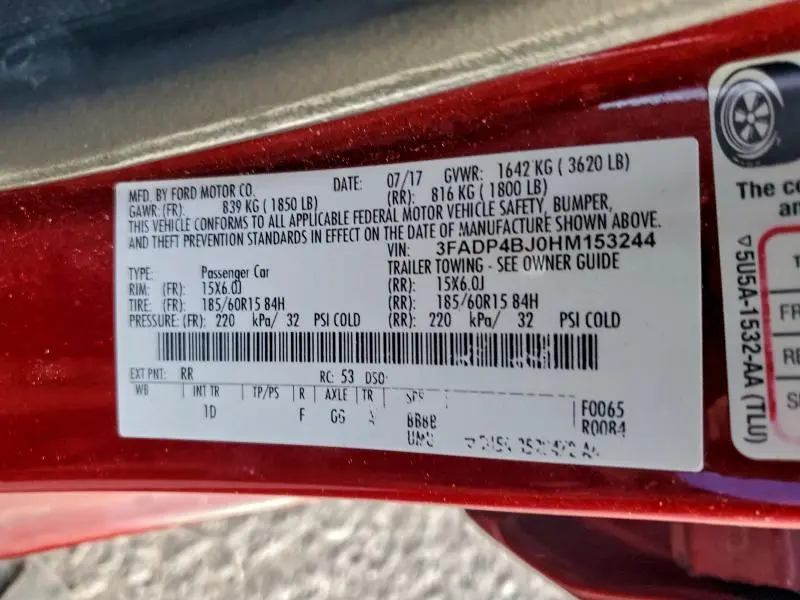 MFD. BY FORD MOTOR CO. DATE: 07/17 GVWR: 1642 KG ( 3620 LB)
GAWR: (FR): 839 KG ( 1850 LB) (RR): 816 KG ( 1800 LB)
THIS VEHICLE CONFORMS TO ALL APPLICABLE FEDERAL MOTOR VEHICLE SAFETY, BUMPER,
AND THEFT PREVENTION STANDARDS IN EFFECT ON THE DATE OF MANUFACTURE SHOWN ABOVE.
VIN: 3FADP4BJ0HM153244
TYPE: Passenger Car TRAILER TOWING - SEE OWNER GUIDE
RIM: (FR): 15X6.0J (RR): 15X6.0J
TIRE: (FR): 185/60R15 84H (RR): 185/60R15 84H
PRESSURE: (FR): 220 kPa/ 32 PSI COLD (RR): 220 kPa/ 32 PSI COLD
EXT PNT: RR RC: 53 DSO:
WB INT TR TP/PS R AXLE TR
1D F GG
F0065
R0084
The
▽5U5A-1532-AA (TLU)